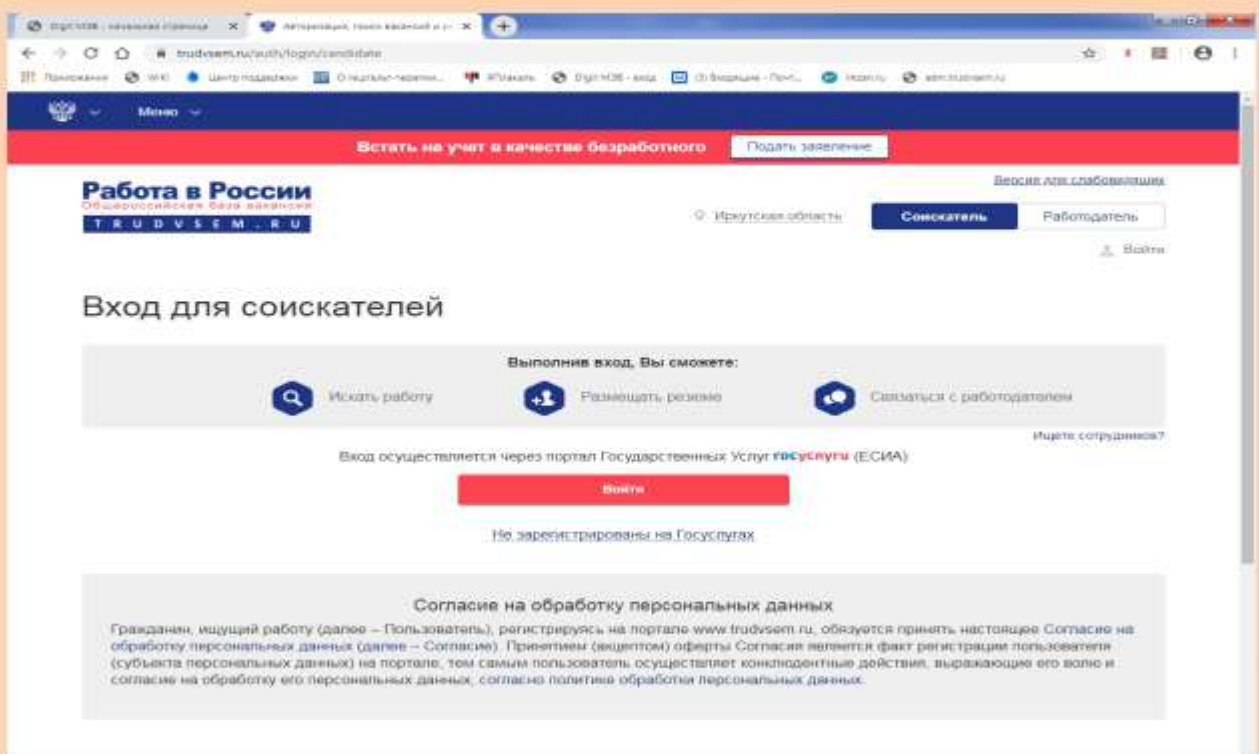 trudvsem.ru/auth/login/candidate
Меню
Встать на учет в качестве безработного Подать заявление
Версия для слабовидящих
Работа в России
Общероссийская база вакансий
TRUDVSEM.RU
Иркутская область Соискатель Работодатель
Войти
Вход для соискателей
Выполнив вход, Вы сможете:
Искать работу Размещать резюме Связаться с работодателем
Ищете сотрудников?
Вход осуществляется через портал Государственных Услуг госуслуги (ЕСИА)
Войти
Не зарегистрированы на Госуслугах
Согласие на обработку персональных данных
Гражданин, ищущий работу (далее – Пользователь), регистрируясь на портале www.trudvsem.ru, обязуется принять настоящее Согласие на
обработку персональных данных (далее – Согласие). Принятием (акцептом) оферты Согласия является факт регистрации пользователя
(субъекта персональных данных) на портале, тем самым пользователь осуществляет конклюдентные действия, выражающие его волю и
согласие на обработку его персональных данных, согласно политике обработки персональных данных.